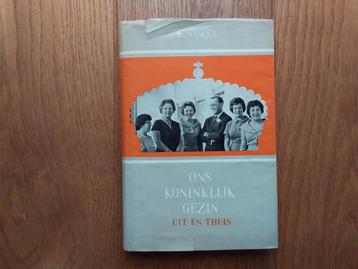 K. NOREL
ONS
KONINKLIJK
GEZIN
UIT EN THUIS